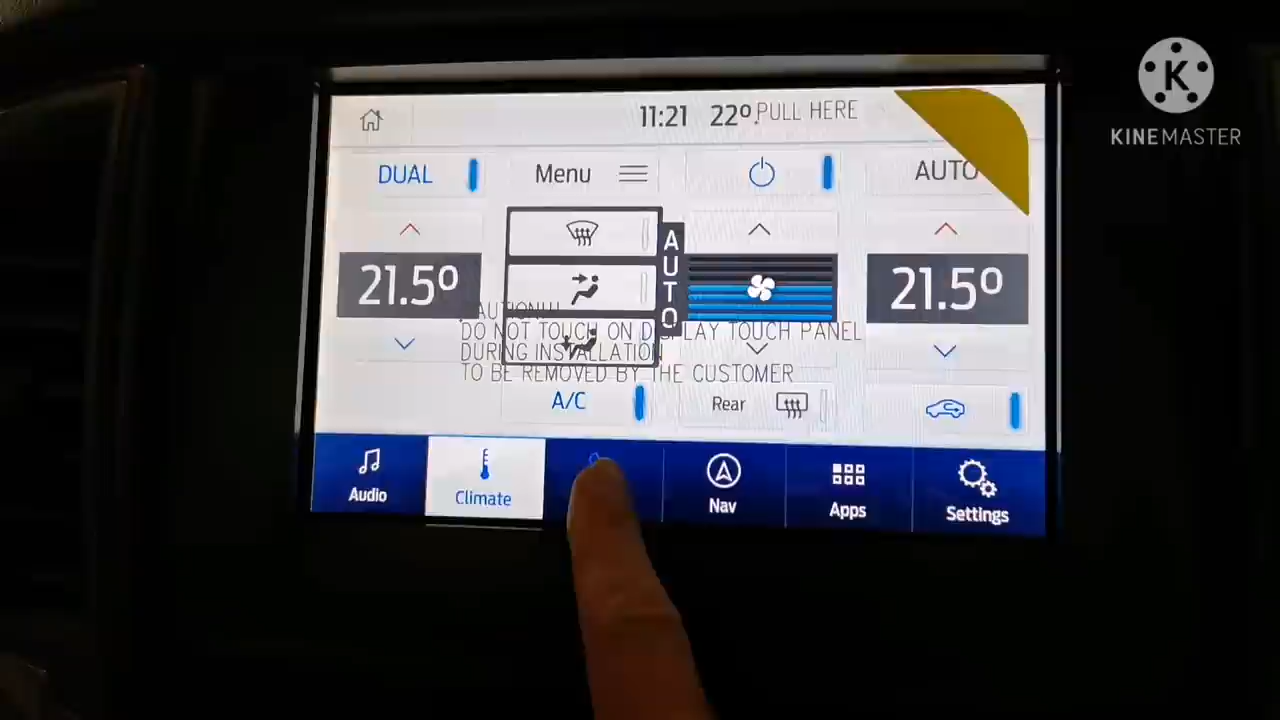 11:21 22º. PULL HERE
DUAL Menu AUTO
21.5º AUTO 21.5º
DO NOT TOUCH ON DISPLAY TOUCH PANEL
DURING INSTALLATION
TO BE REMOVED BY THE CUSTOMER
A/C Rear
Audio Climate Nav Apps Settings
K
KINEMASTER